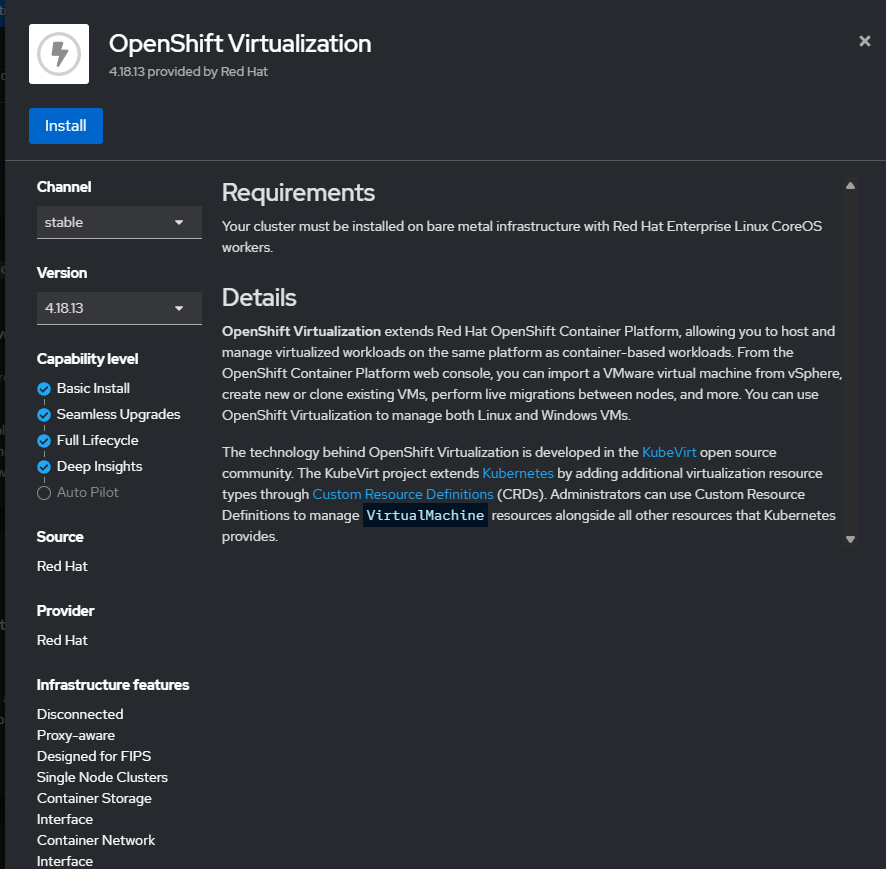 OpenShift Virtualization
4.18.13 provided by Red Hat
Install
Channel
stable
Version
4.18.13
Capability level
Basic Install
Seamless Upgrades
Full Lifecycle
Deep Insights
Auto Pilot
Source
Red Hat
Provider
Red Hat
Infrastructure features
Disconnected
Proxy-aware
Designed for FIPS
Single Node Clusters
Container Storage
Interface
Container Network
Interface
Requirements
Your cluster must be installed on bare metal infrastructure with Red Hat Enterprise Linux CoreOS
workers.
Details
OpenShift Virtualization extends Red Hat OpenShift Container Platform, allowing you to host and
manage virtualized workloads on the same platform as container-based workloads. From the
OpenShift Container Platform web console, you can import a VMware virtual machine from vSphere,
create new or clone existing VMs, perform live migrations between nodes, and more. You can use
OpenShift Virtualization to manage both Linux and Windows VMs.
The technology behind OpenShift Virtualization is developed in the KubeVirt open source
community. The KubeVirt project extends Kubernetes by adding additional virtualization resource
types through Custom Resource Definitions (CRDs). Administrators can use Custom Resource
Definitions to manage VirtualMachine resources alongside all other resources that Kubernetes
provides.